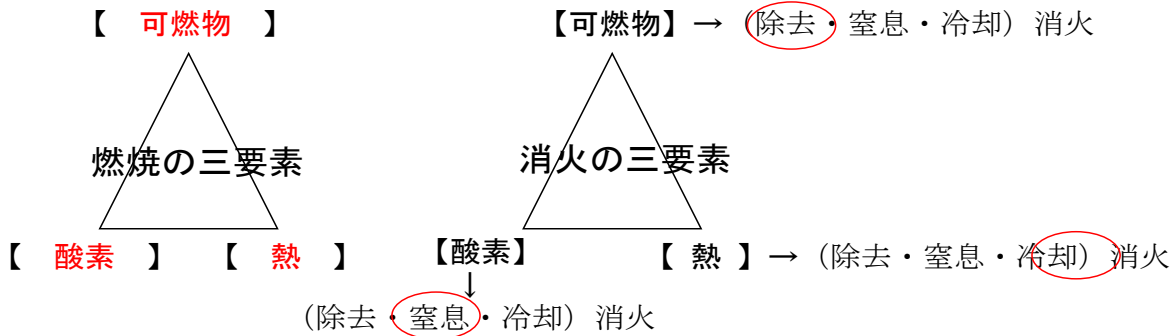 【 可燃物 】 【可燃物】→ (除去・窒息・冷却) 消火
燃焼の三要素 消火の三要素
【 酸素 】 【 熱 】 【酸素】 【 熱 】→ (除去・窒息・冷却) 消火
↓
(除去・窒息・冷却) 消火